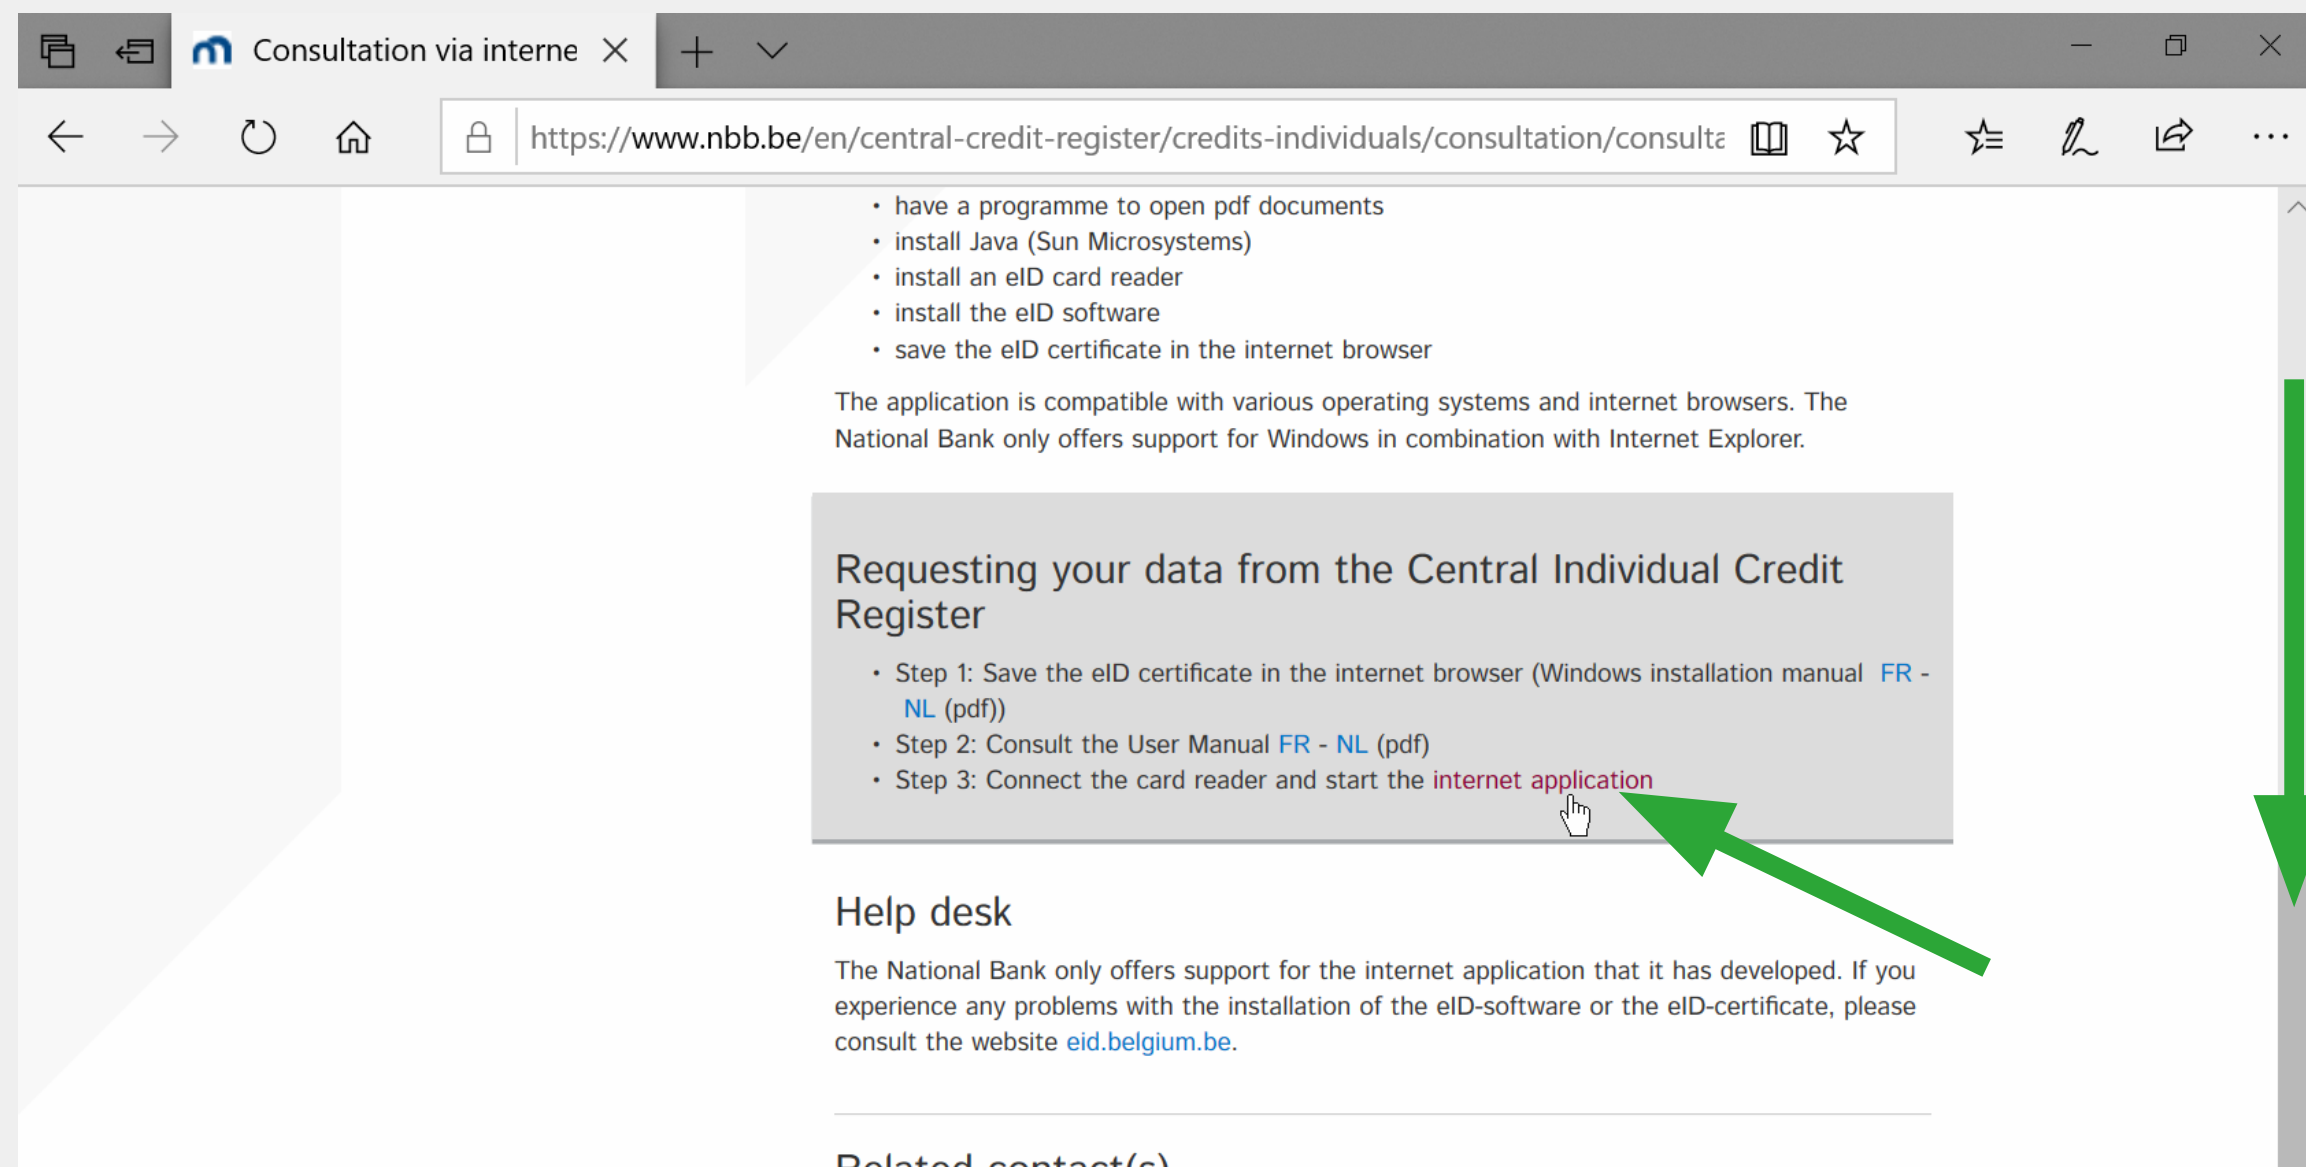 Consultation via interne
https://www.nbb.be/en/central-credit-register/credits-individuals/consultation/consulta
• have a programme to open pdf documents
• install Java (Sun Microsystems)
• install an eID card reader
• install the eID software
• save the eID certificate in the internet browser
The application is compatible with various operating systems and internet browsers. The
National Bank only offers support for Windows in combination with Internet Explorer.
Requesting your data from the Central Individual Credit
Register
• Step 1: Save the eID certificate in the internet browser (Windows installation manual FR -
NL (pdf))
• Step 2: Consult the User Manual FR - NL (pdf)
• Step 3: Connect the card reader and start the internet application
Help desk
The National Bank only offers support for the internet application that it has developed. If you
experience any problems with the installation of the eID-software or the eID-certificate, please
consult the website eid.belgium.be.
Related contact(s)